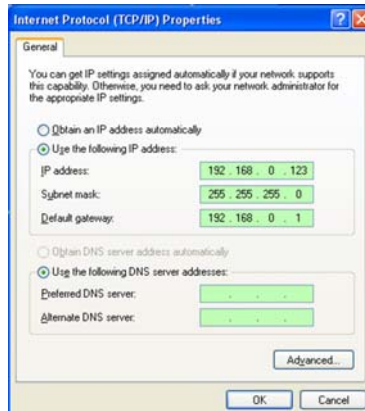 Internet Protocol (TCP/IP) Properties
General
You can get IP settings assigned automatically if your network supports
this capability. Otherwise, you need to ask your network administrator for
the appropriate IP settings.
Obtain an IP address automatically
Use the following IP address:
IP address: 192 . 168 . 0 . 123
Subnet mask: 255 . 255 . 255 . 0
Default gateway: 192 . 168 . 0 . 1
Obtain DNS server address automatically
Use the following DNS server addresses:
Preferred DNS server: . . .
Alternate DNS server: . . .
Advanced...
OK Cancel